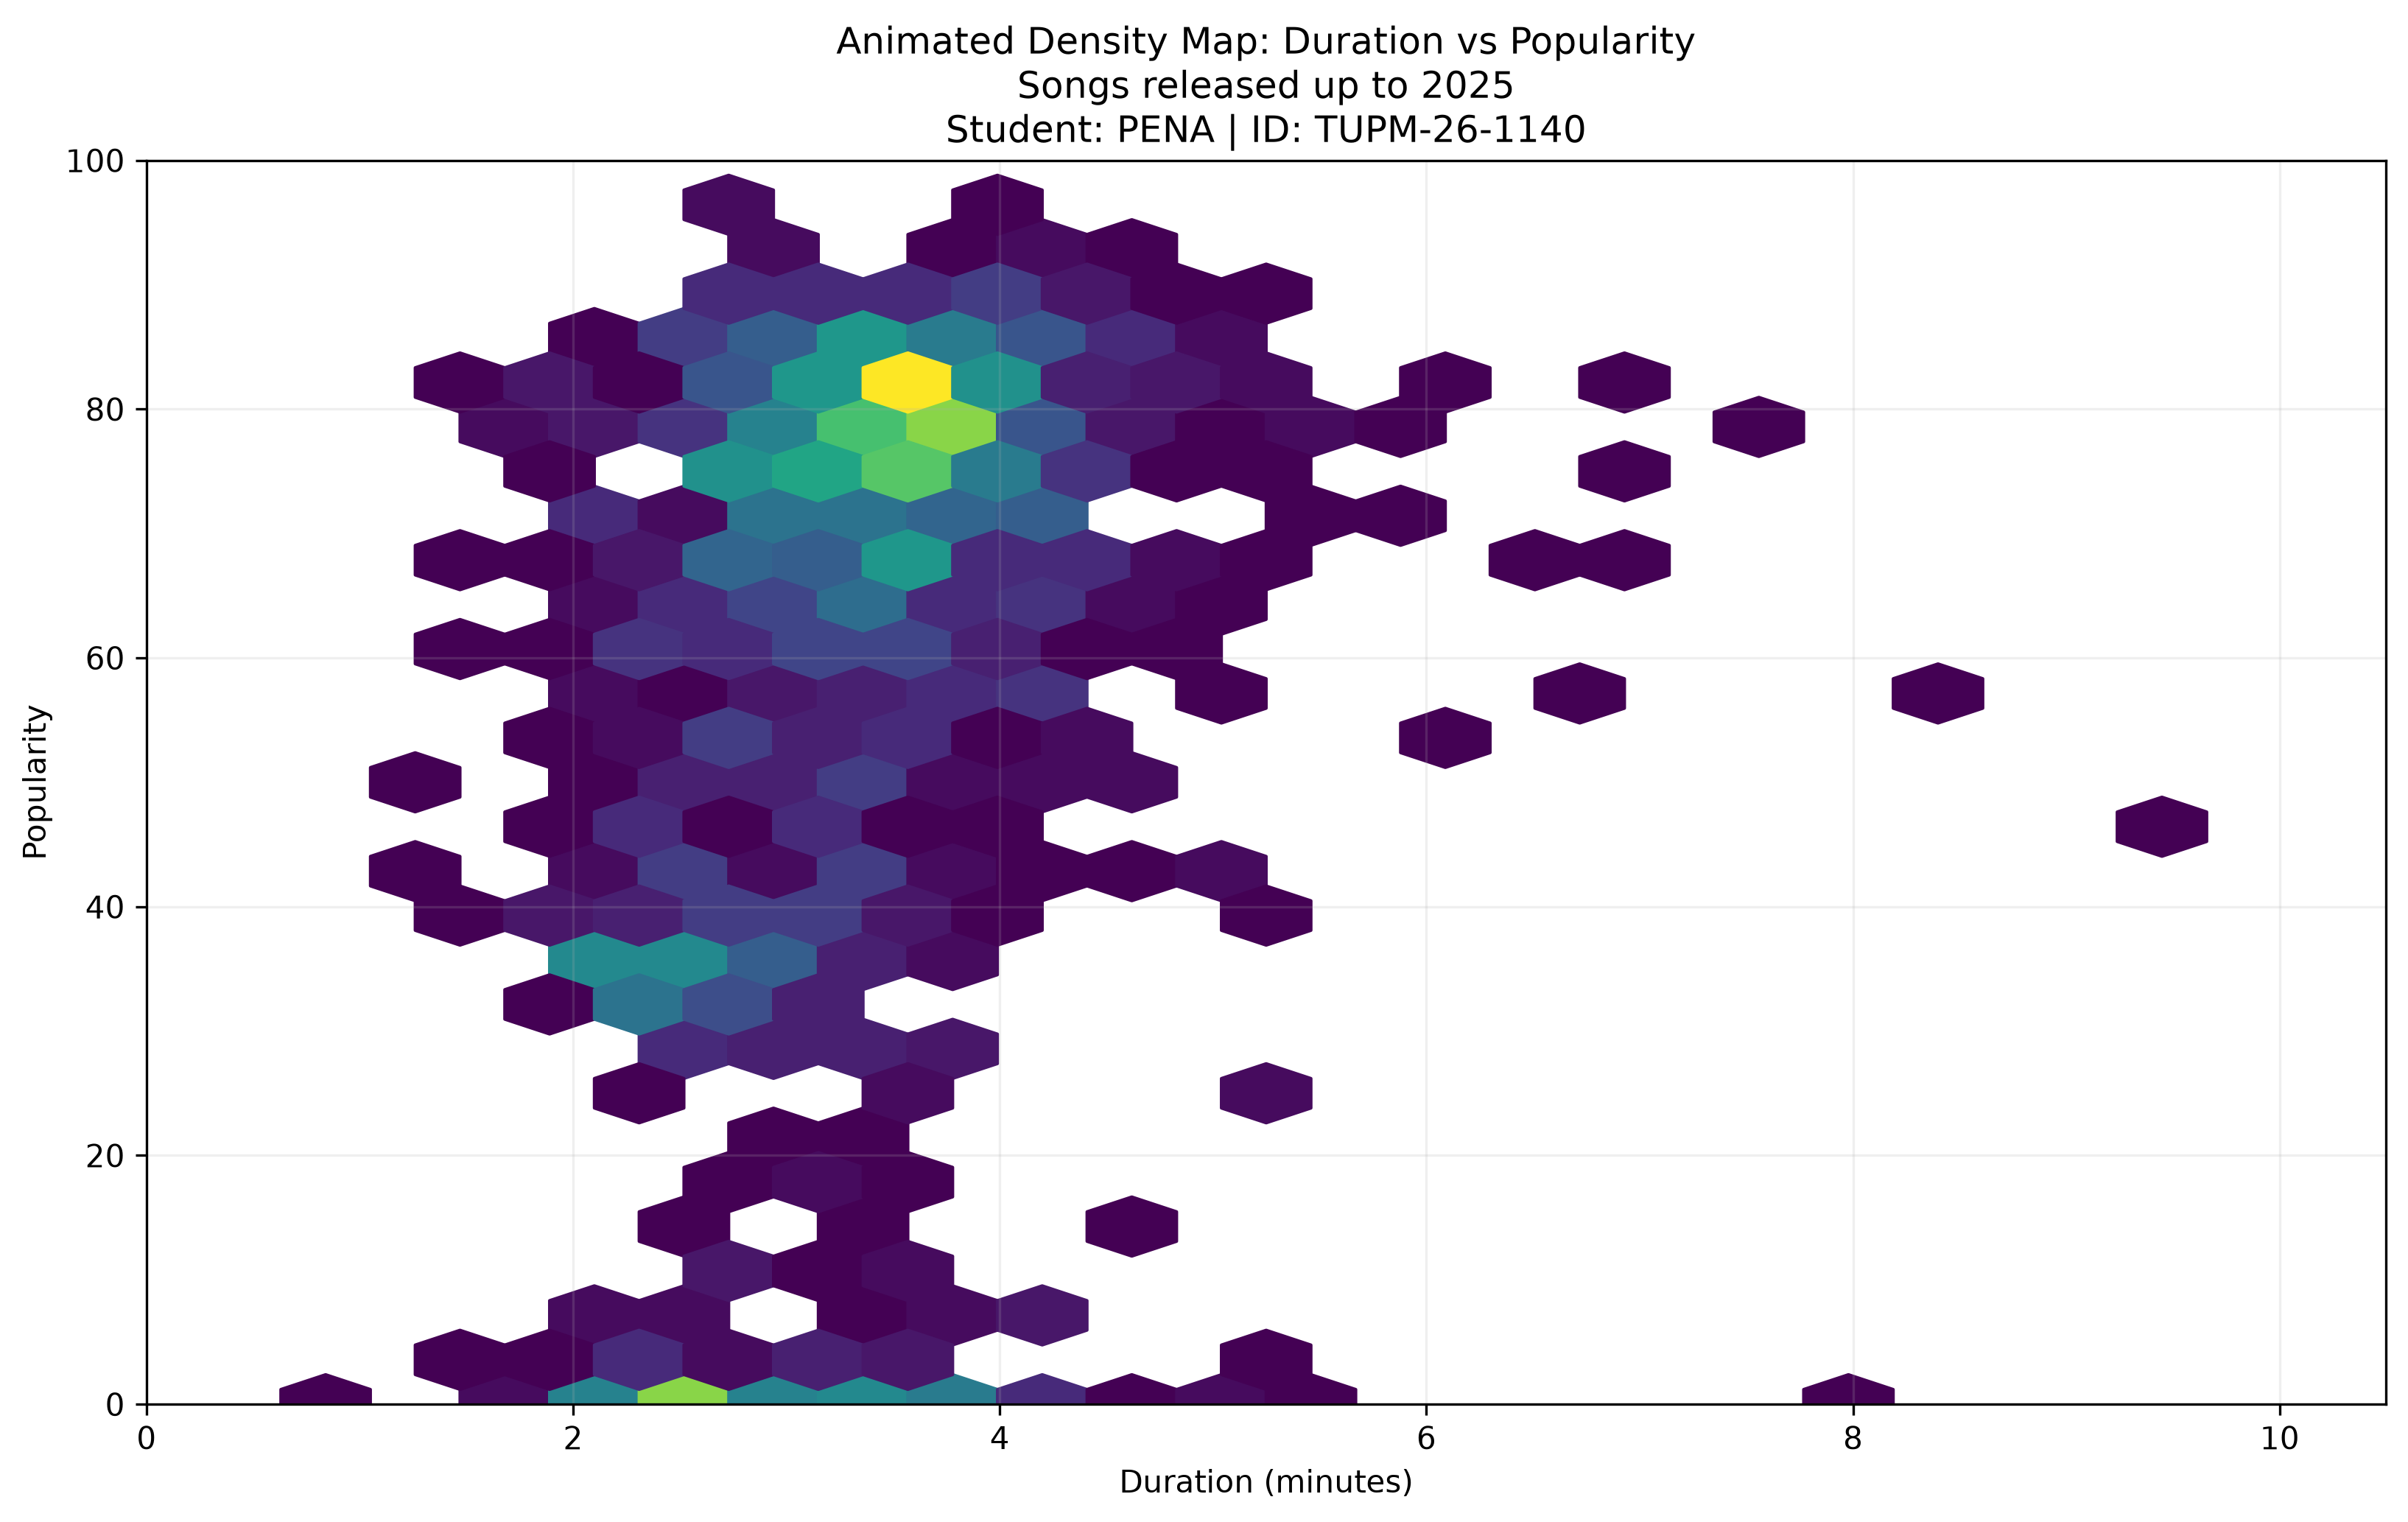 Animated Density Map: Duration vs Popularity
Songs released up to 2025
Student: PENA | ID: TUPM-26-1140
100
80
60
40
20
0
Popularity
0 2 4 6 8 10
Duration (minutes)